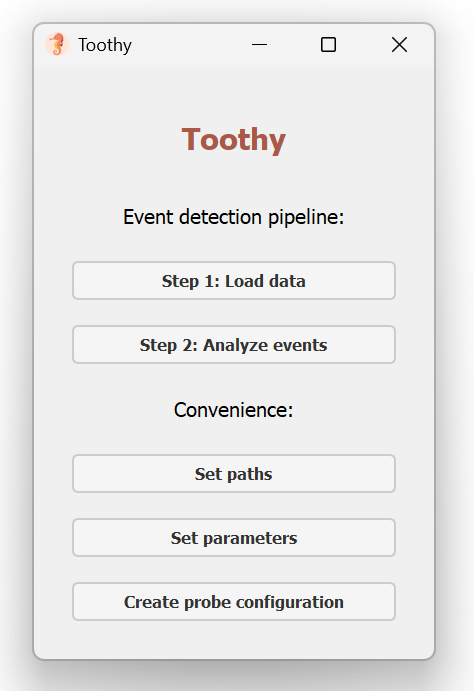 Toothy
Toothy
Event detection pipeline:
Step 1: Load data
Step 2: Analyze events
Convenience:
Set paths
Set parameters
Create probe configuration